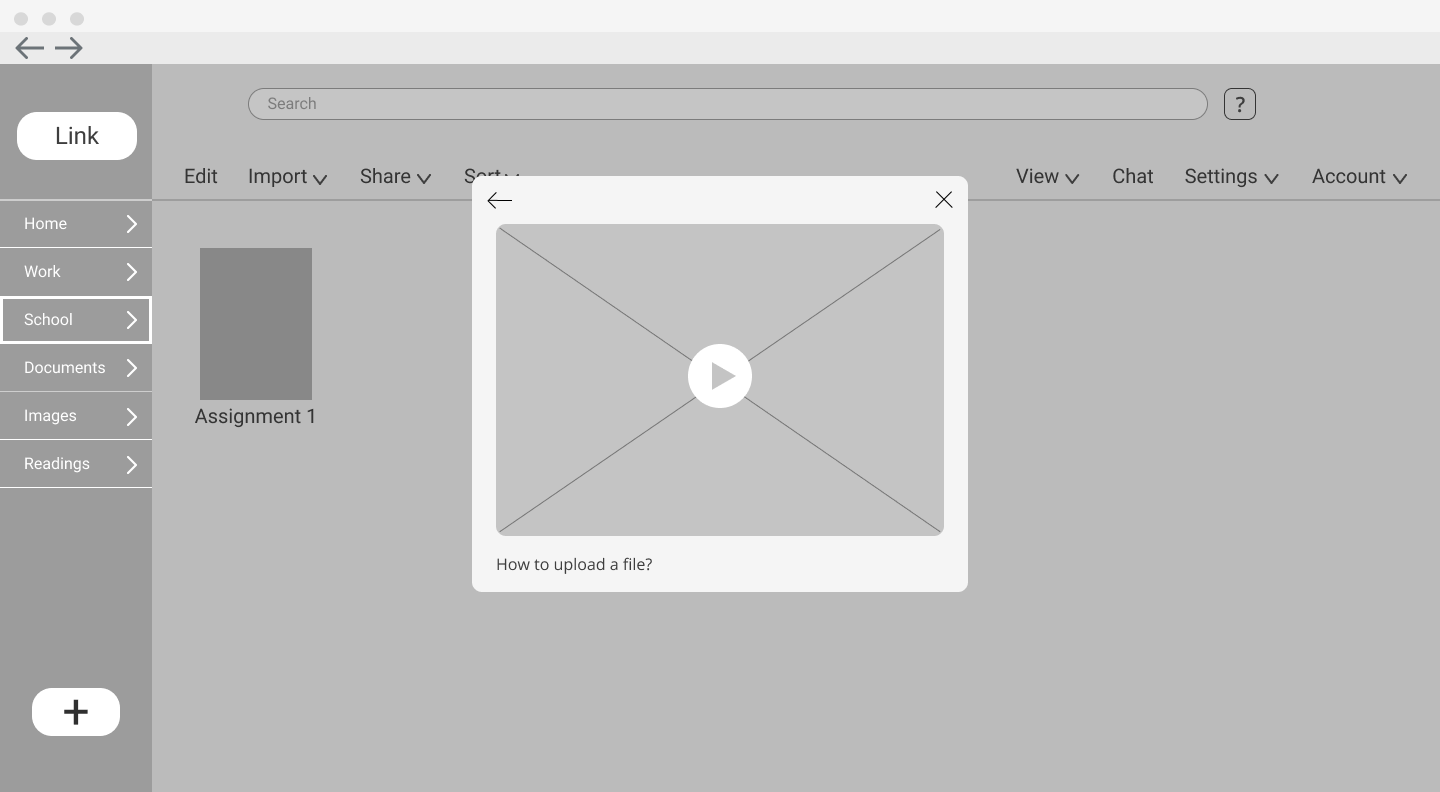 Search
?
Link
Edit Import Share Sort View Chat Settings Account
Home
Work
School
Documents
Images
Readings
Assignment 1
How to upload a file?
+